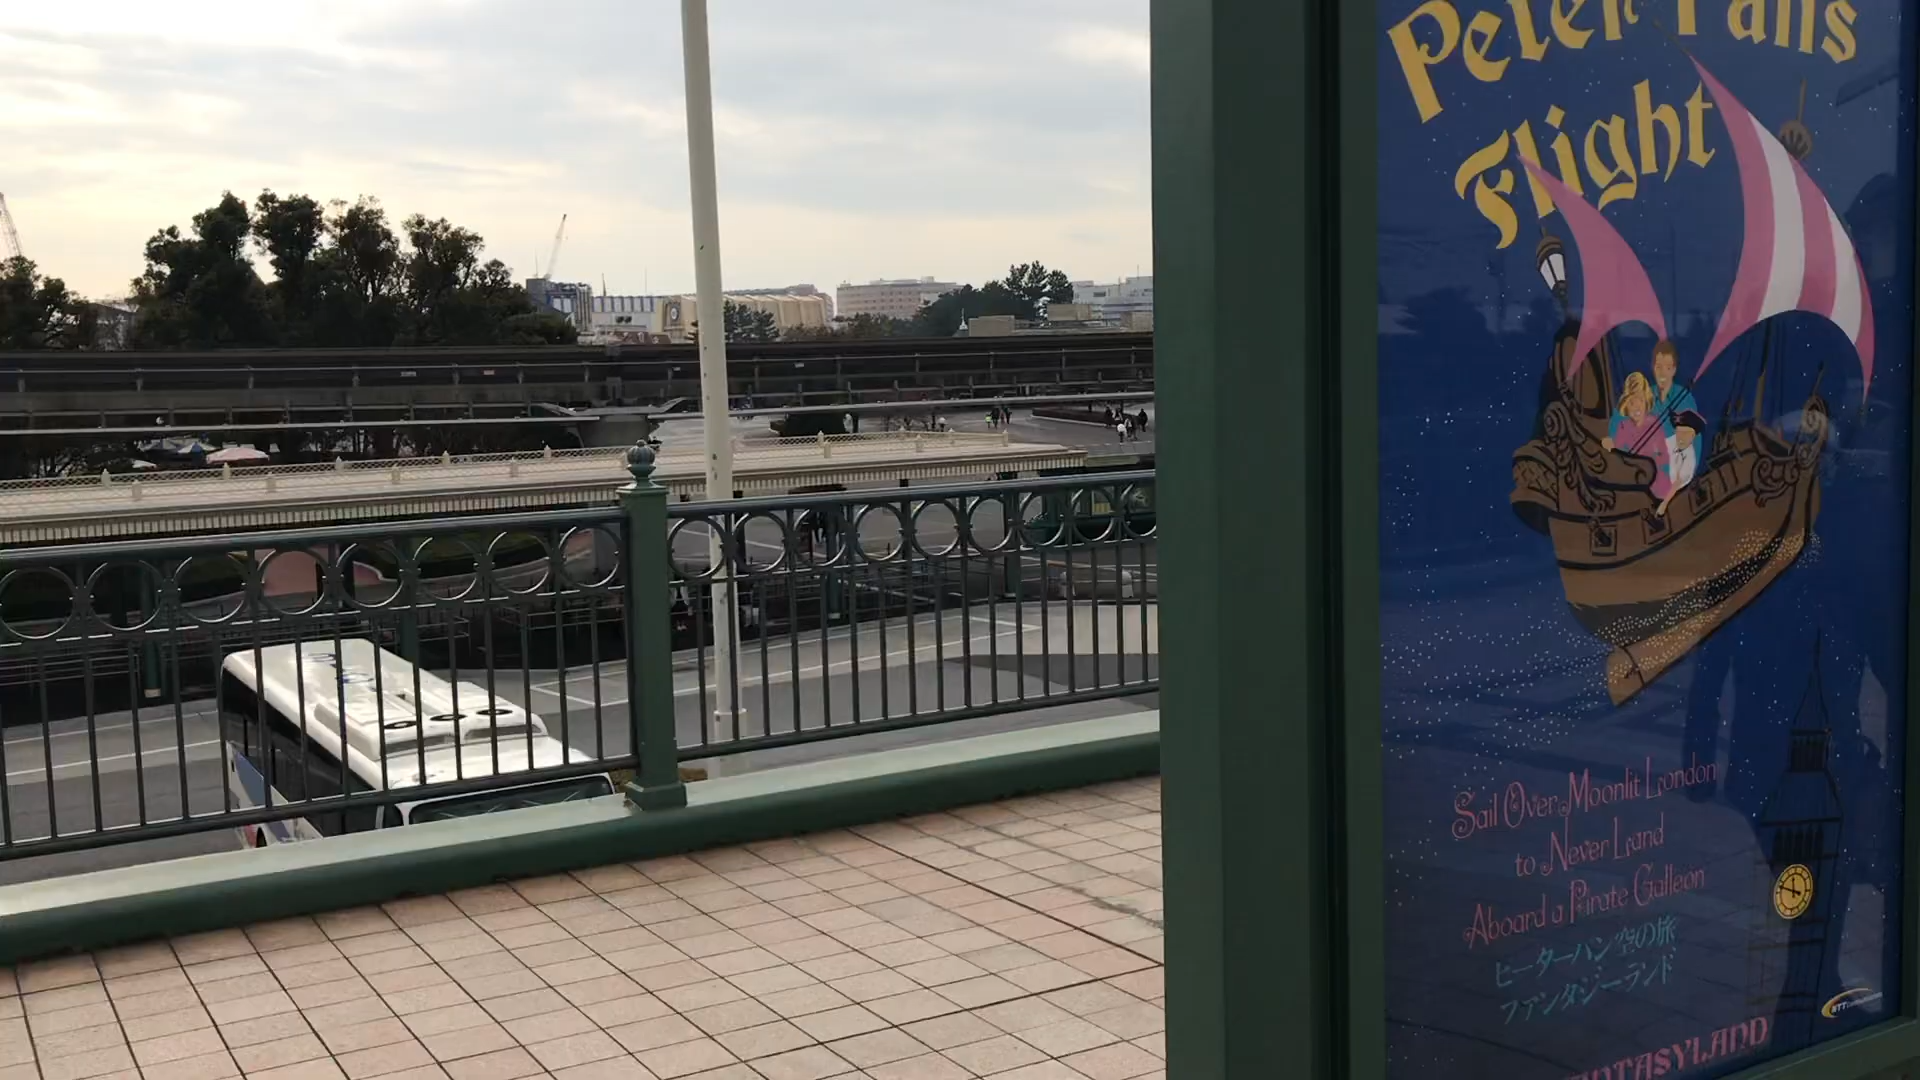 Peter Pan's
Flight
Sail Over Moonlit London
to Never Land
Aboard a Pirate Galleon
ピーターパン空の旅
ファンタジーランド
FANTASYLAND